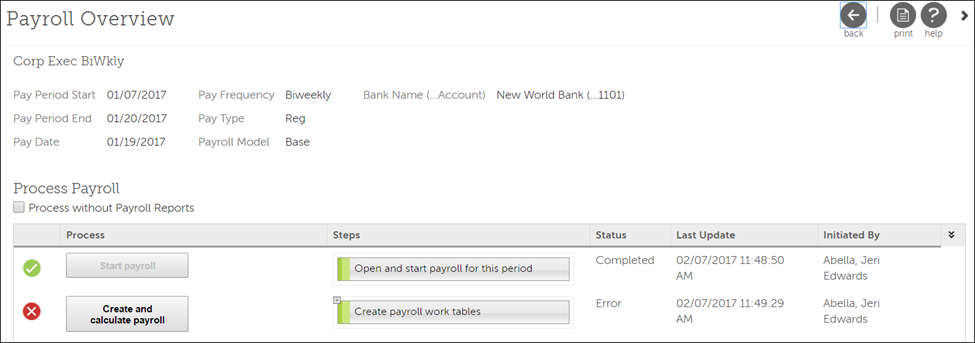 Payroll Overview
back print help
Corp Exec BiWkly
Pay Period Start 01/07/2017 Pay Frequency Biweekly Bank Name (...Account) New World Bank (...1101)
Pay Period End 01/20/2017 Pay Type Reg
Pay Date 01/19/2017 Payroll Model Base
Process Payroll
Process without Payroll Reports
Process Steps Status Last Update Initiated By
Start payroll Open and start payroll for this period Completed 02/07/2017 11:48:50 Abella, Jeri
AM Edwards
Create and Create payroll work tables Error 02/07/2017 11:49:29 Abella, Jeri
calculate payroll AM Edwards